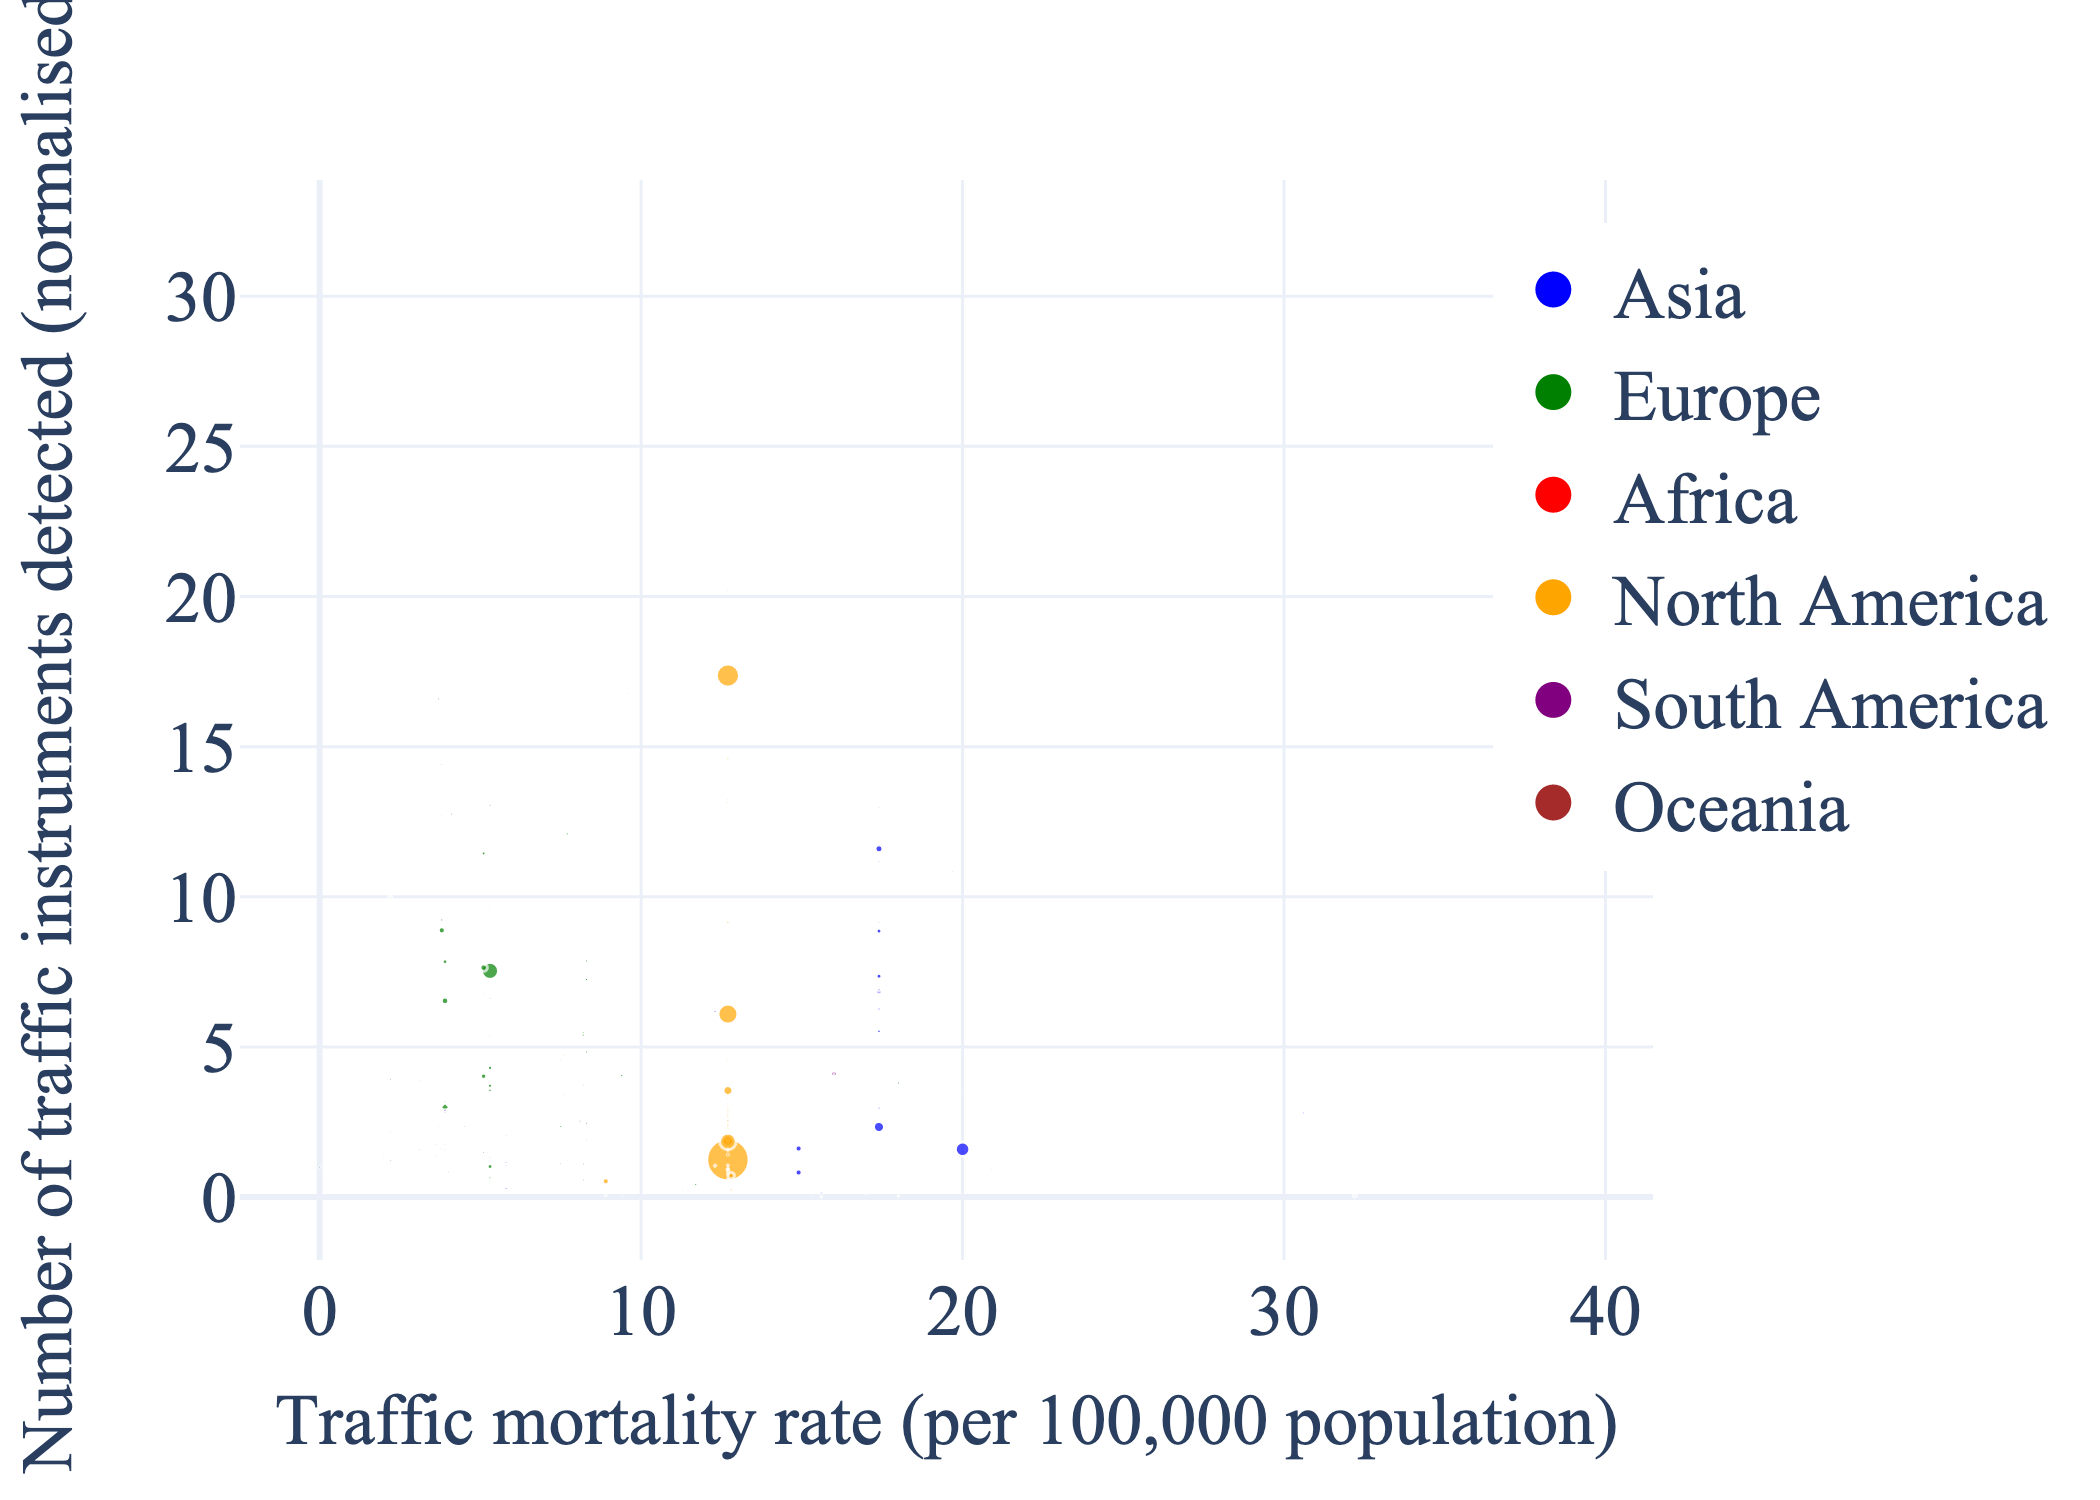 Number of traffic instruments detected (normalised
30
25
20
15
10
5
0
0
10
20
30
40
Traffic mortality rate (per 100,000 population)
Asia
Europe
Africa
North America
South America
Oceania